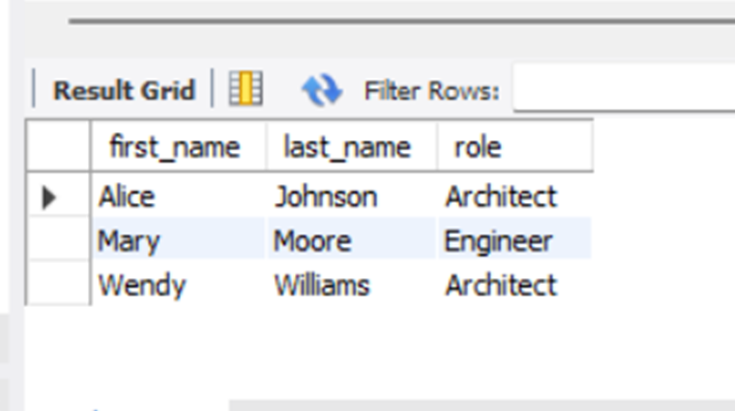 Result Grid Filter Rows:
first_name last_name role
Alice Johnson Architect
Mary Moore Engineer
Wendy Williams Architect